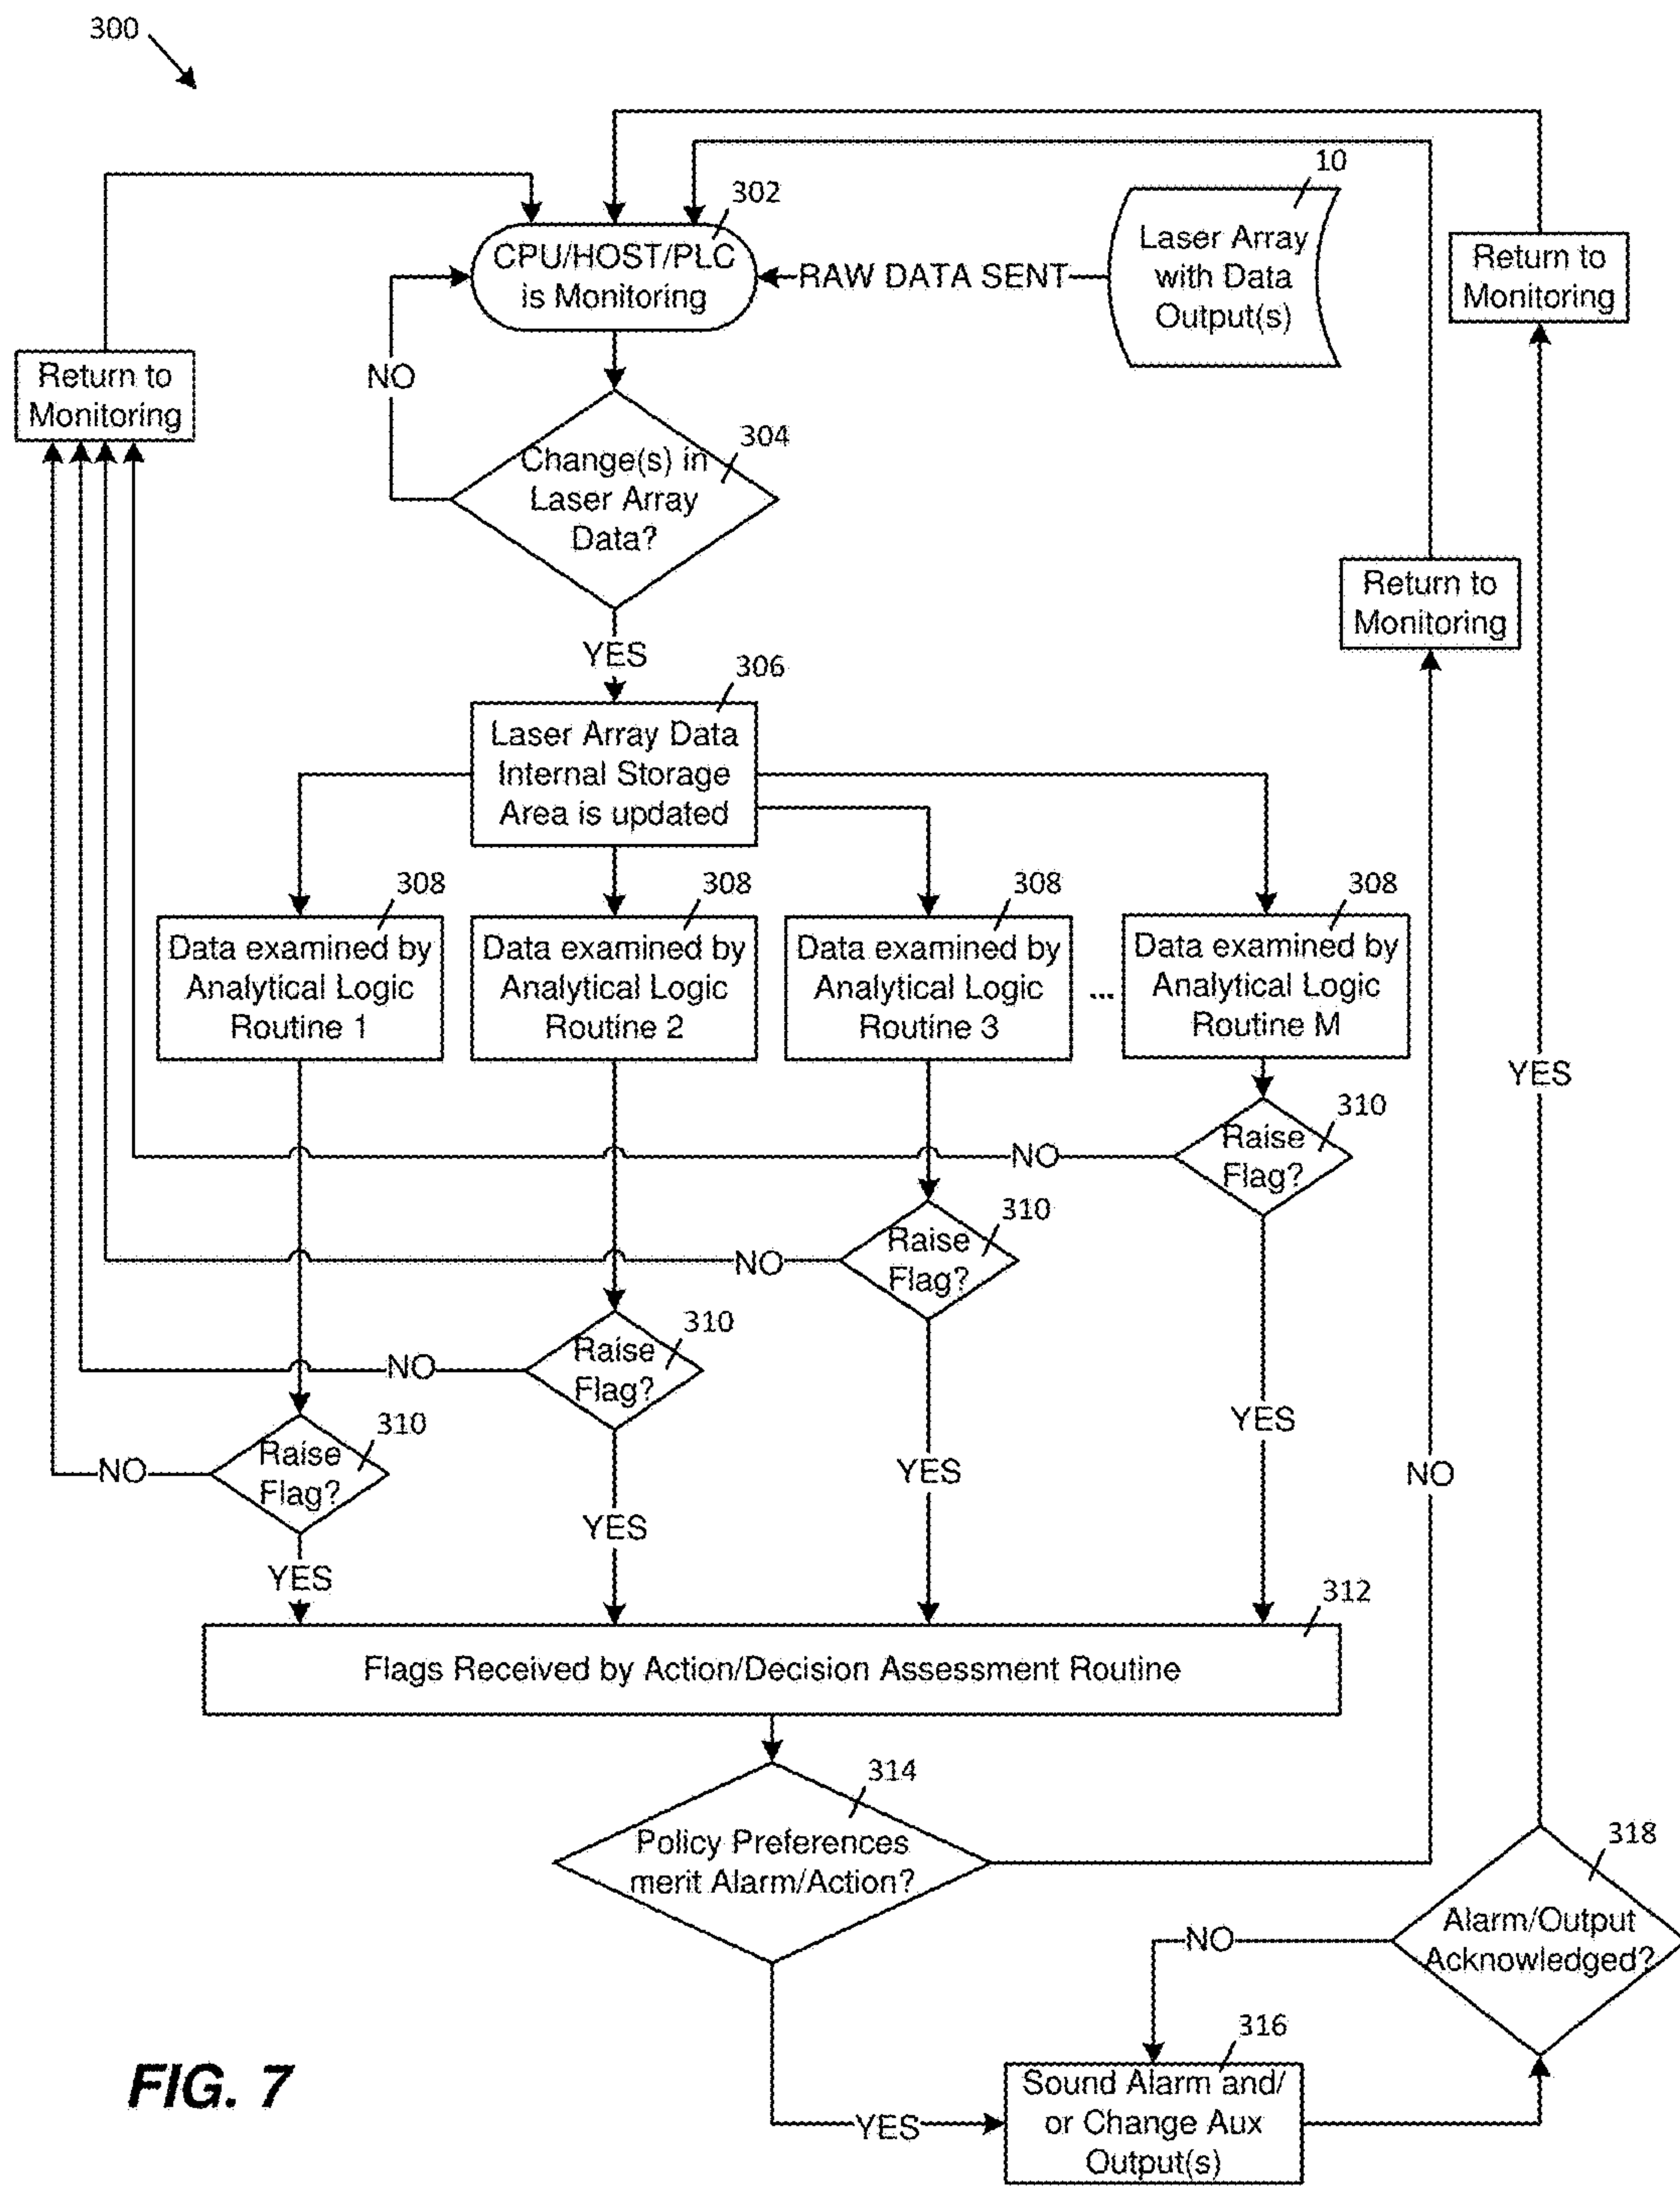 300
10
302
CPU/HOST/PLC
is Monitoring
RAW DATA SENT
Laser Array
with Data
Output(s)
Return to
Monitoring
Return to
Monitoring
NO
304
Change(s) in
Laser Array
Data?
Return to
Monitoring
YES
306
Laser Array Data
Internal Storage
Area is updated
308
308
308
308
Data examined by
Analytical Logic
Routine 1
Data examined by
Analytical Logic
Routine 2
Data examined by
Analytical Logic
Routine 3
...
Data examined by
Analytical Logic
Routine M
YES
310
Raise
Flag?
NO
310
Raise
Flag?
NO
310
Raise
Flag?
NO
310
Raise
Flag?
NO
YES
YES
YES
YES
NO
312
Flags Received by Action/Decision Assessment Routine
314
Policy Preferences
merit Alarm/Action?
318
Alarm/Output
Acknowledged?
NO
316
Sound Alarm and/
or Change Aux
Output(s)
YES
FIG. 7